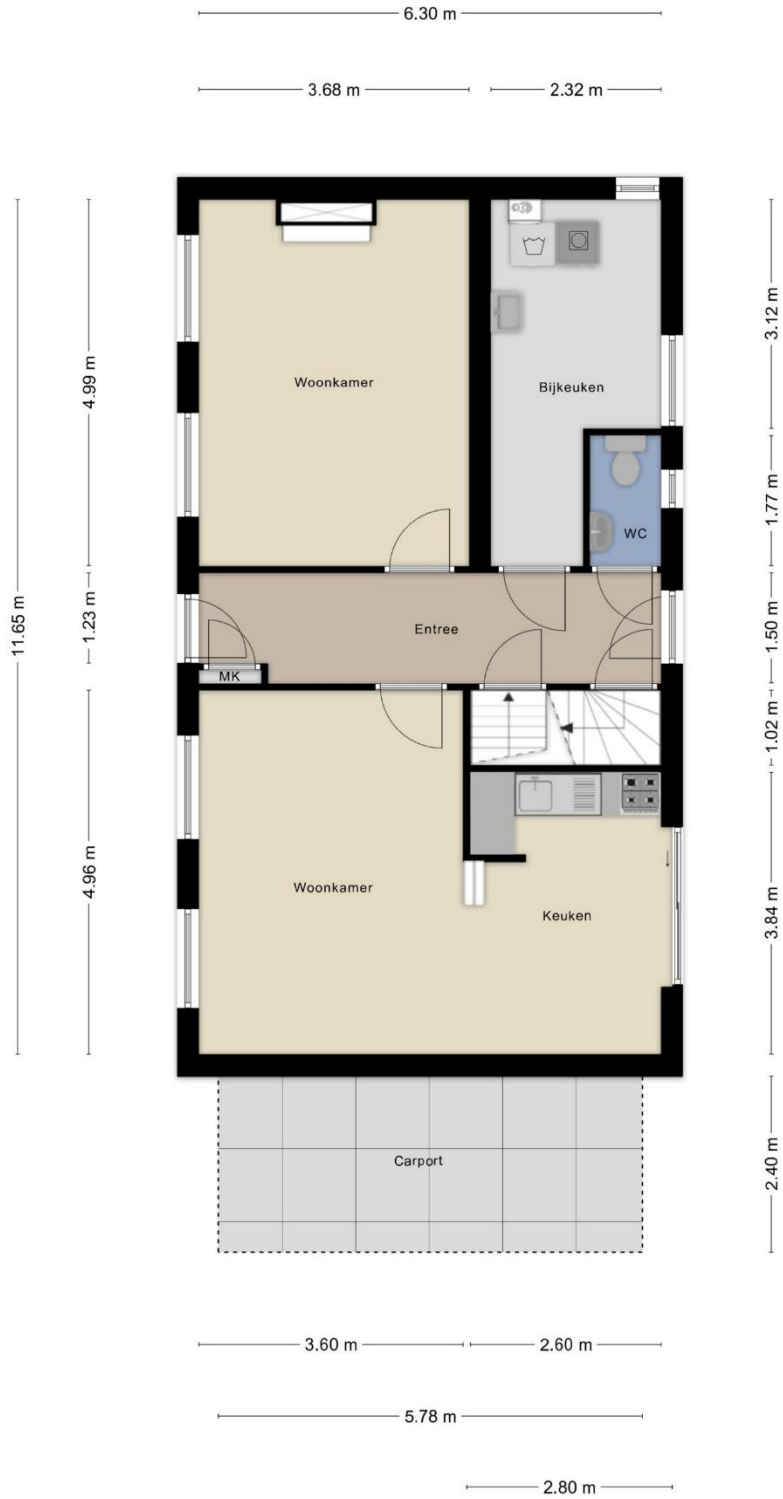 6.30 m
3.68 m
2.32 m
3.12 m
4.99 m
Woonkamer
Bijkeuken
1.77 m
WC
11.65 m
1.23 m
Entree
1.50 m
MK
1.02 m
4.96 m
Woonkamer
Keuken
3.84 m
Carport
2.40 m
3.60 m
2.60 m
5.78 m
2.80 m